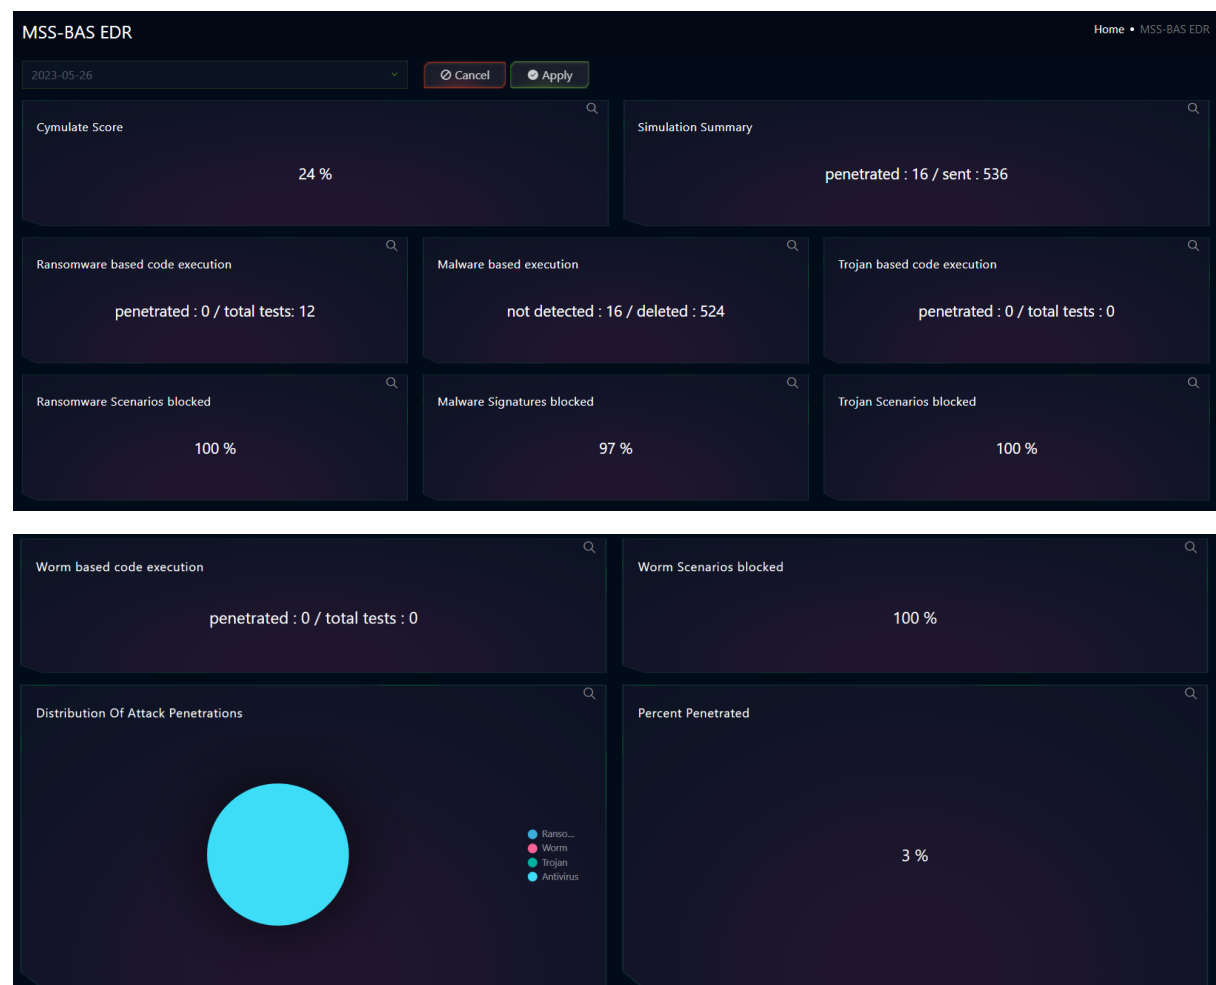 MSS-BAS EDR
Home • MSS-BAS EDR
2023-05-26
Cancel
Apply
Cymulate Score
24 %
Simulation Summary
penetrated : 16 / sent : 536
Ransomware based code execution
penetrated : 0 / total tests: 12
Malware based execution
not detected : 16 / deleted : 524
Trojan based code execution
penetrated : 0 / total tests : 0
Ransomware Scenarios blocked
100 %
Malware Signatures blocked
97 %
Trojan Scenarios blocked
100 %
Worm based code execution
penetrated : 0 / total tests : 0
Worm Scenarios blocked
100 %
Distribution Of Attack Penetrations
Ranso...
Worm
Trojan
Antivirus
Percent Penetrated
3 %